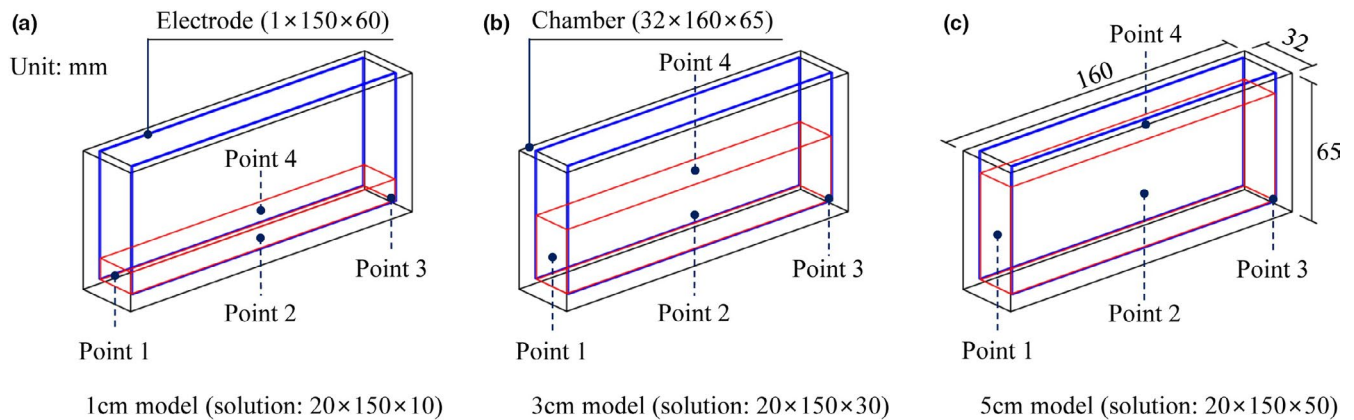 (a)
Electrode (1×150×60)
Unit: mm
Point 4
Point 3
Point 2
Point 1
1cm model (solution: 20×150×10)
(b)
Chamber (32×160×65)
Point 4
Point 3
Point 2
Point 1
3cm model (solution: 20×150×30)
(c)
Point 4
32
160
65
Point 3
Point 2
Point 1
5cm model (solution: 20×150×50)